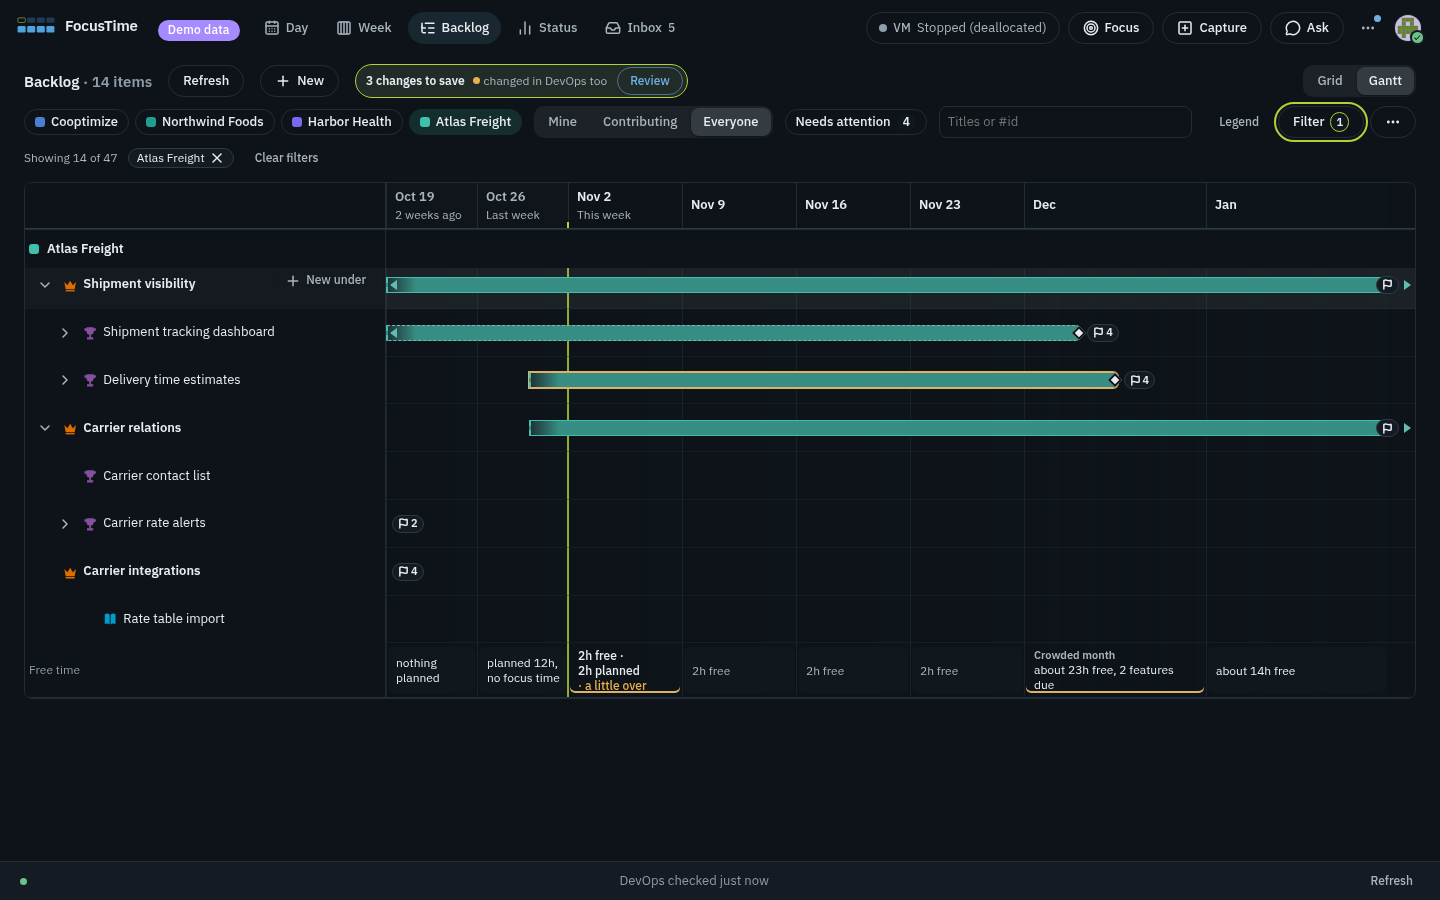 FocusTime
Demo data
Day
Week
Backlog
Status
Inbox 5
VM Stopped (deallocated)
Focus
Capture
Ask
Backlog · 14 items
Refresh
New
3 changes to save
changed in DevOps too
Review
Grid
Gantt
Cooptimize
Northwind Foods
Harbor Health
Atlas Freight
Mine
Contributing
Everyone
Needs attention 4
Titles or #id
Legend
Filter 1
Showing 14 of 47
Atlas Freight
Clear filters
Oct 19
2 weeks ago
Oct 26
Last week
Nov 2
This week
Nov 9
Nov 16
Nov 23
Dec
Jan
Atlas Freight
Shipment visibility
New under
Shipment tracking dashboard
4
Delivery time estimates
4
Carrier relations
Carrier contact list
Carrier rate alerts
2
Carrier integrations
4
Rate table import
Free time
nothing
planned
planned 12h,
no focus time
2h free ·
2h planned
· a little over
2h free
2h free
2h free
Crowded month
about 23h free, 2 features
due
about 14h free
DevOps checked just now
Refresh